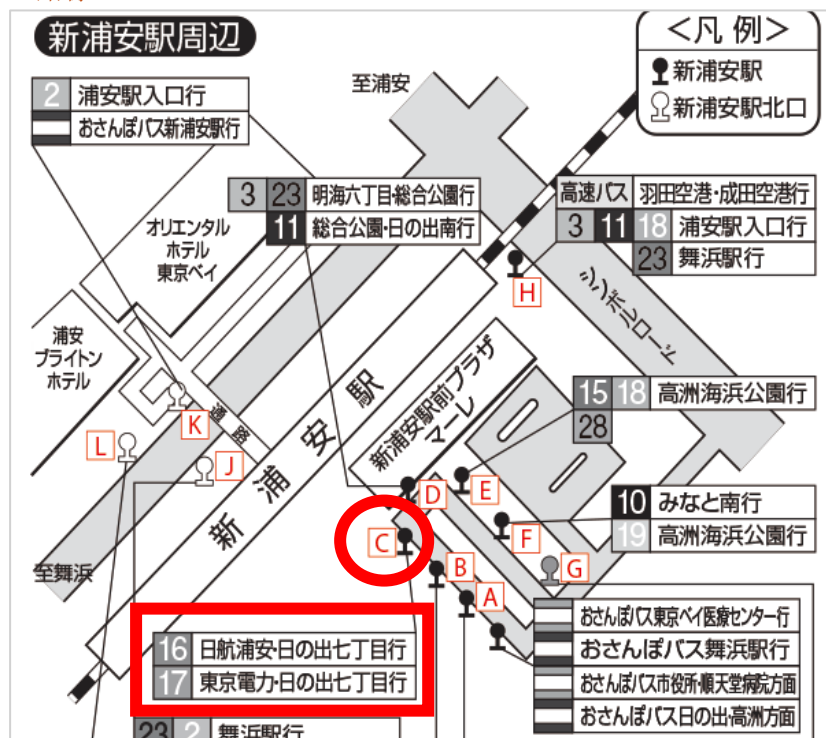 新浦安駅周辺
<凡 例>
新浦安駅
新浦安駅北口
2 浦安駅入口行
おさんぽバス新浦安駅行
至浦安
3 23 明海六丁目・総合公園行
11 総合公園・日の出南行
高速バス 羽田空港・成田空港行
3 11 18 浦安駅入口行
23 舞浜駅行
オリエンタル
ホテル
東京ベイ
H
シンボルロード
浦安
ブライトン
ホテル
K
通路
L
J
新浦安駅
新浦安駅前プラザ
マーレ
15 18 高洲海浜公園行
28
D
E
10 みなと南行
19 高洲海浜公園行
F
C
B
G
A
至舞浜
おさんぽバス東京ベイ医療センター行
おさんぽバス舞浜駅行
おさんぽバス市役所・順天堂病院方面
おさんぽバス日の出・高洲方面
16 日航浦安・日の出七丁目行
17 東京電力・日の出七丁目行
23 2 舞浜駅行